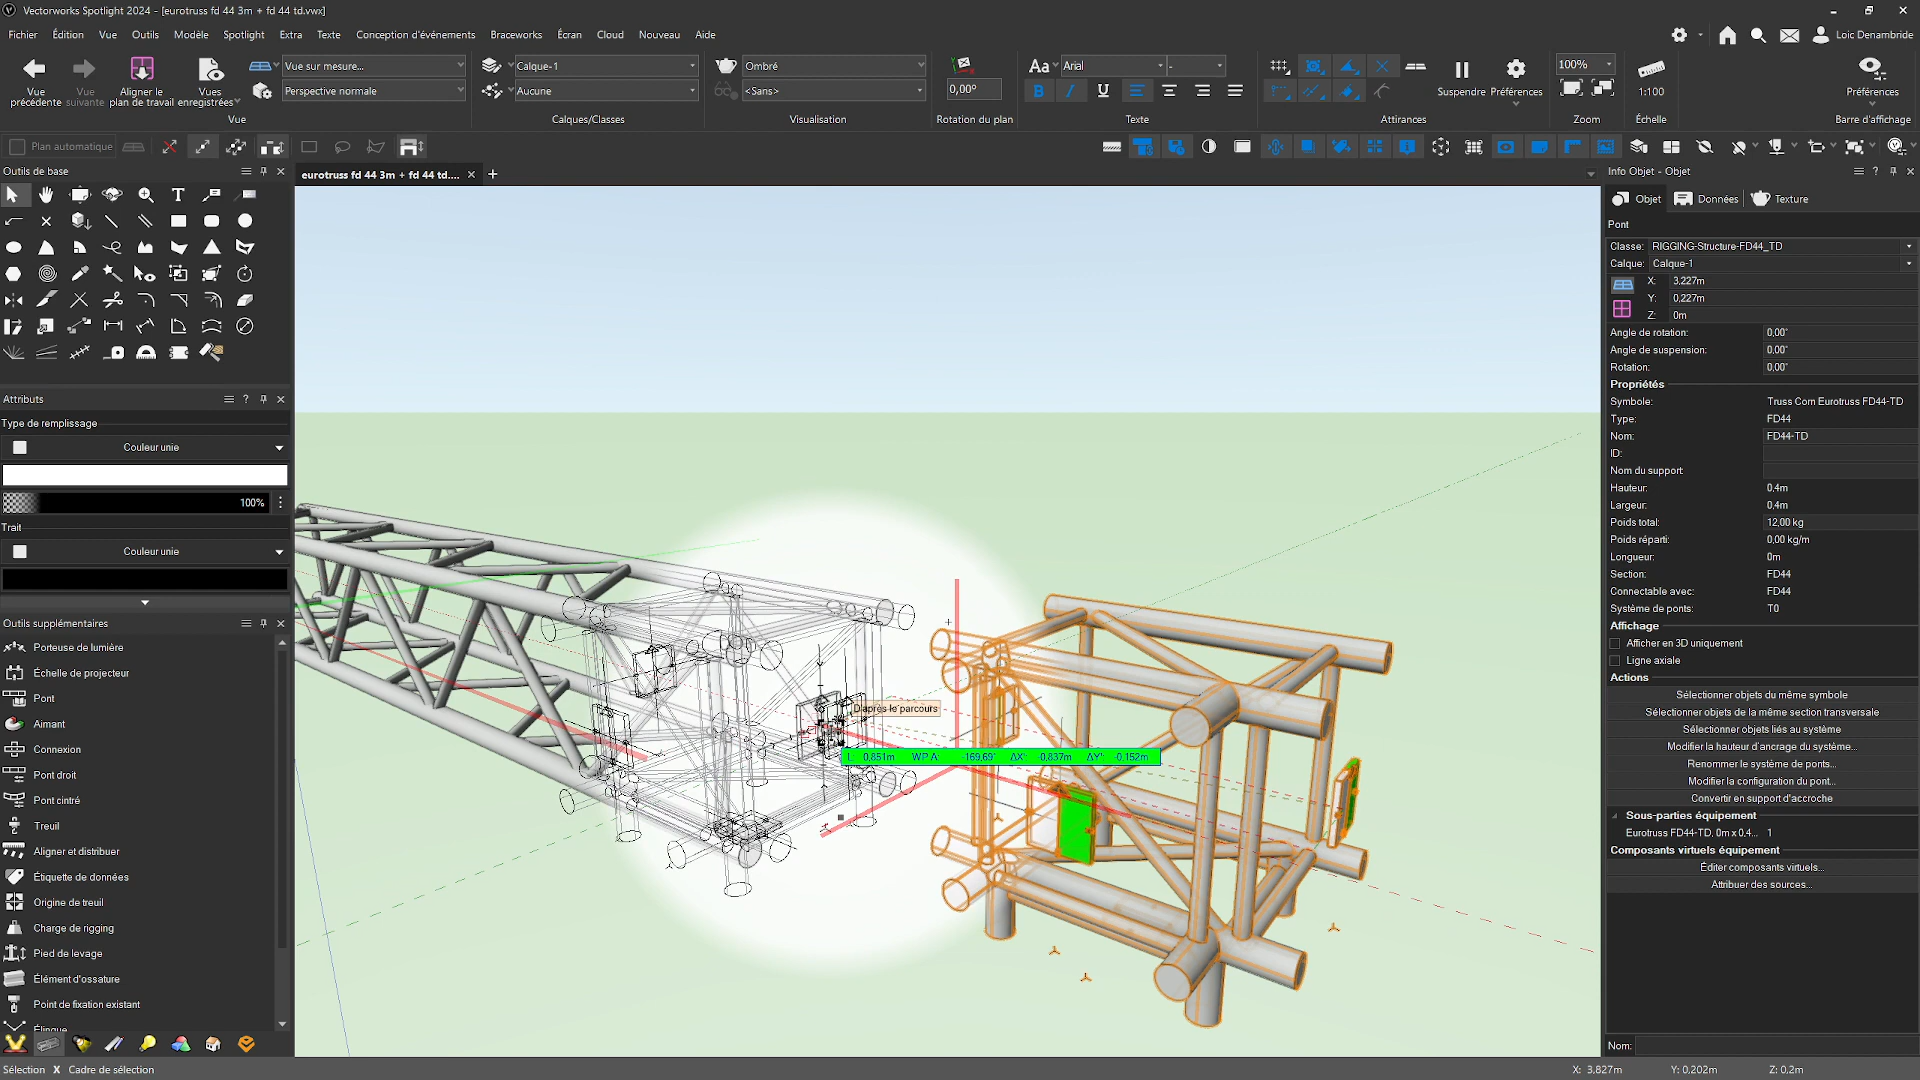 Vectorworks Spotlight 2024 - [eurotruss fd 44 3m + fd 44 td.vwx]
Fichier Édition Vue Outils Modèle Spotlight Extra Texte Conception d'événements Braceworks Écran Cloud Nouveau Aide
Loic Denambride
Vue précédente
Vue suivante
Aligner le plan de travail
Vues enregistrées
Vue sur mesure...
Perspective normale
Vue
Calque-1
Aucune
Calques/Classes
Ombré
<Sans>
Visualisation
0,00°
Rotation du plan
Aa Arial -
B I U
Texte
Suspendre Préférences
Attirances
100%
Zoom
1:100
Échelle
Préférences
Barre d'affichage
Plan automatique
Outils de base
eurotruss fd 44 3m + fd 44 td....
Attributs
Type de remplissage
Couleur unie
100%
Trait
Couleur unie
Outils supplémentaires
Porteuse de lumière
Échelle de projecteur
Pont
Aimant
Connexion
Pont droit
Pont cintré
Treuil
Aligner et distribuer
Étiquette de données
Origine de treuil
Charge de rigging
Pied de levage
Élément d'ossature
Point de fixation existant
Élingue
D'après le parcours
L: 0,851m WP A: -169,69° ΔX': 0,837m ΔY': 0,152m
Info Objet - Objet
Objet Données Texture
Pont
Classe: RIGGING-Structure-FD44_TD
Calque: Calque-1
X: 3,227m
Y: 0,227m
Z: 0m
Angle de rotation: 0,00°
Angle de suspension: 0,00°
Rotation: 0,00°
Propriétés
Symbole: Truss Com Eurotruss FD44-TD
Type: FD44
Nom: FD44-TD
ID:
Nom du support:
Hauteur: 0.4m
Largeur: 0.4m
Poids total: 12,00 kg
Poids réparti: 0,00 kg/m
Longueur: 0m
Section: FD44
Connectable avec: FD44
Système de ponts: T0
Affichage
Afficher en 3D uniquement
Ligne axiale
Actions
Sélectionner objets du même symbole
Sélectionner objets de la même section transversale
Sélectionner objets liés au système
Modifier la hauteur d'ancrage du système...
Renommer le système de ponts...
Modifier la configuration du pont...
Convertir en support d'accroche
Sous-parties équipement
Eurotruss FD44-TD. 0m x 0.4... 1
Composants virtuels équipement
Éditer composants virtuels...
Attribuer des sources...
Nom:
Sélection X Cadre de sélection
X: 3,827m Y: 0,202m Z: 0,2m